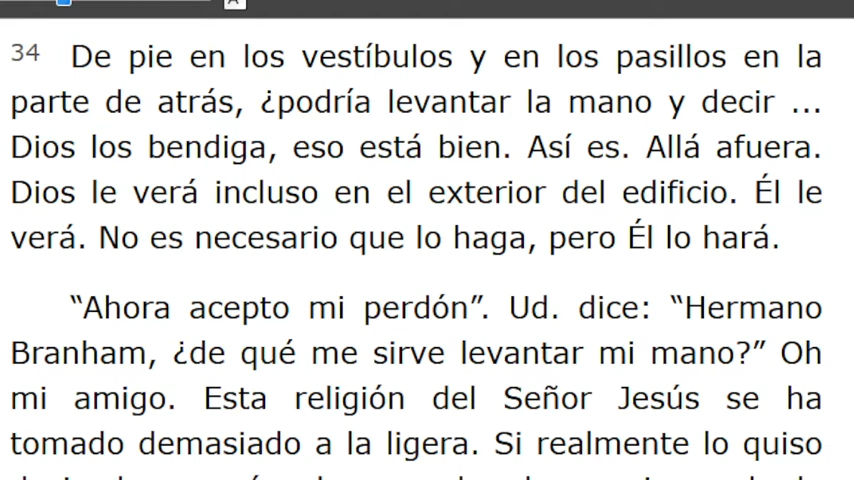 34 De pie en los vestíbulos y en los pasillos en la
parte de atrás, ¿podría levantar la mano y decir ...
Dios los bendiga, eso está bien. Así es. Allá afuera.
Dios le verá incluso en el exterior del edificio. Él le
verá. No es necesario que lo haga, pero Él lo hará.
“Ahora acepto mi perdón”. Ud. dice: “Hermano
Branham, ¿de qué me sirve levantar mi mano?” Oh
mi amigo. Esta religión del Señor Jesús se ha
tomado demasiado a la ligera. Si realmente lo quiso